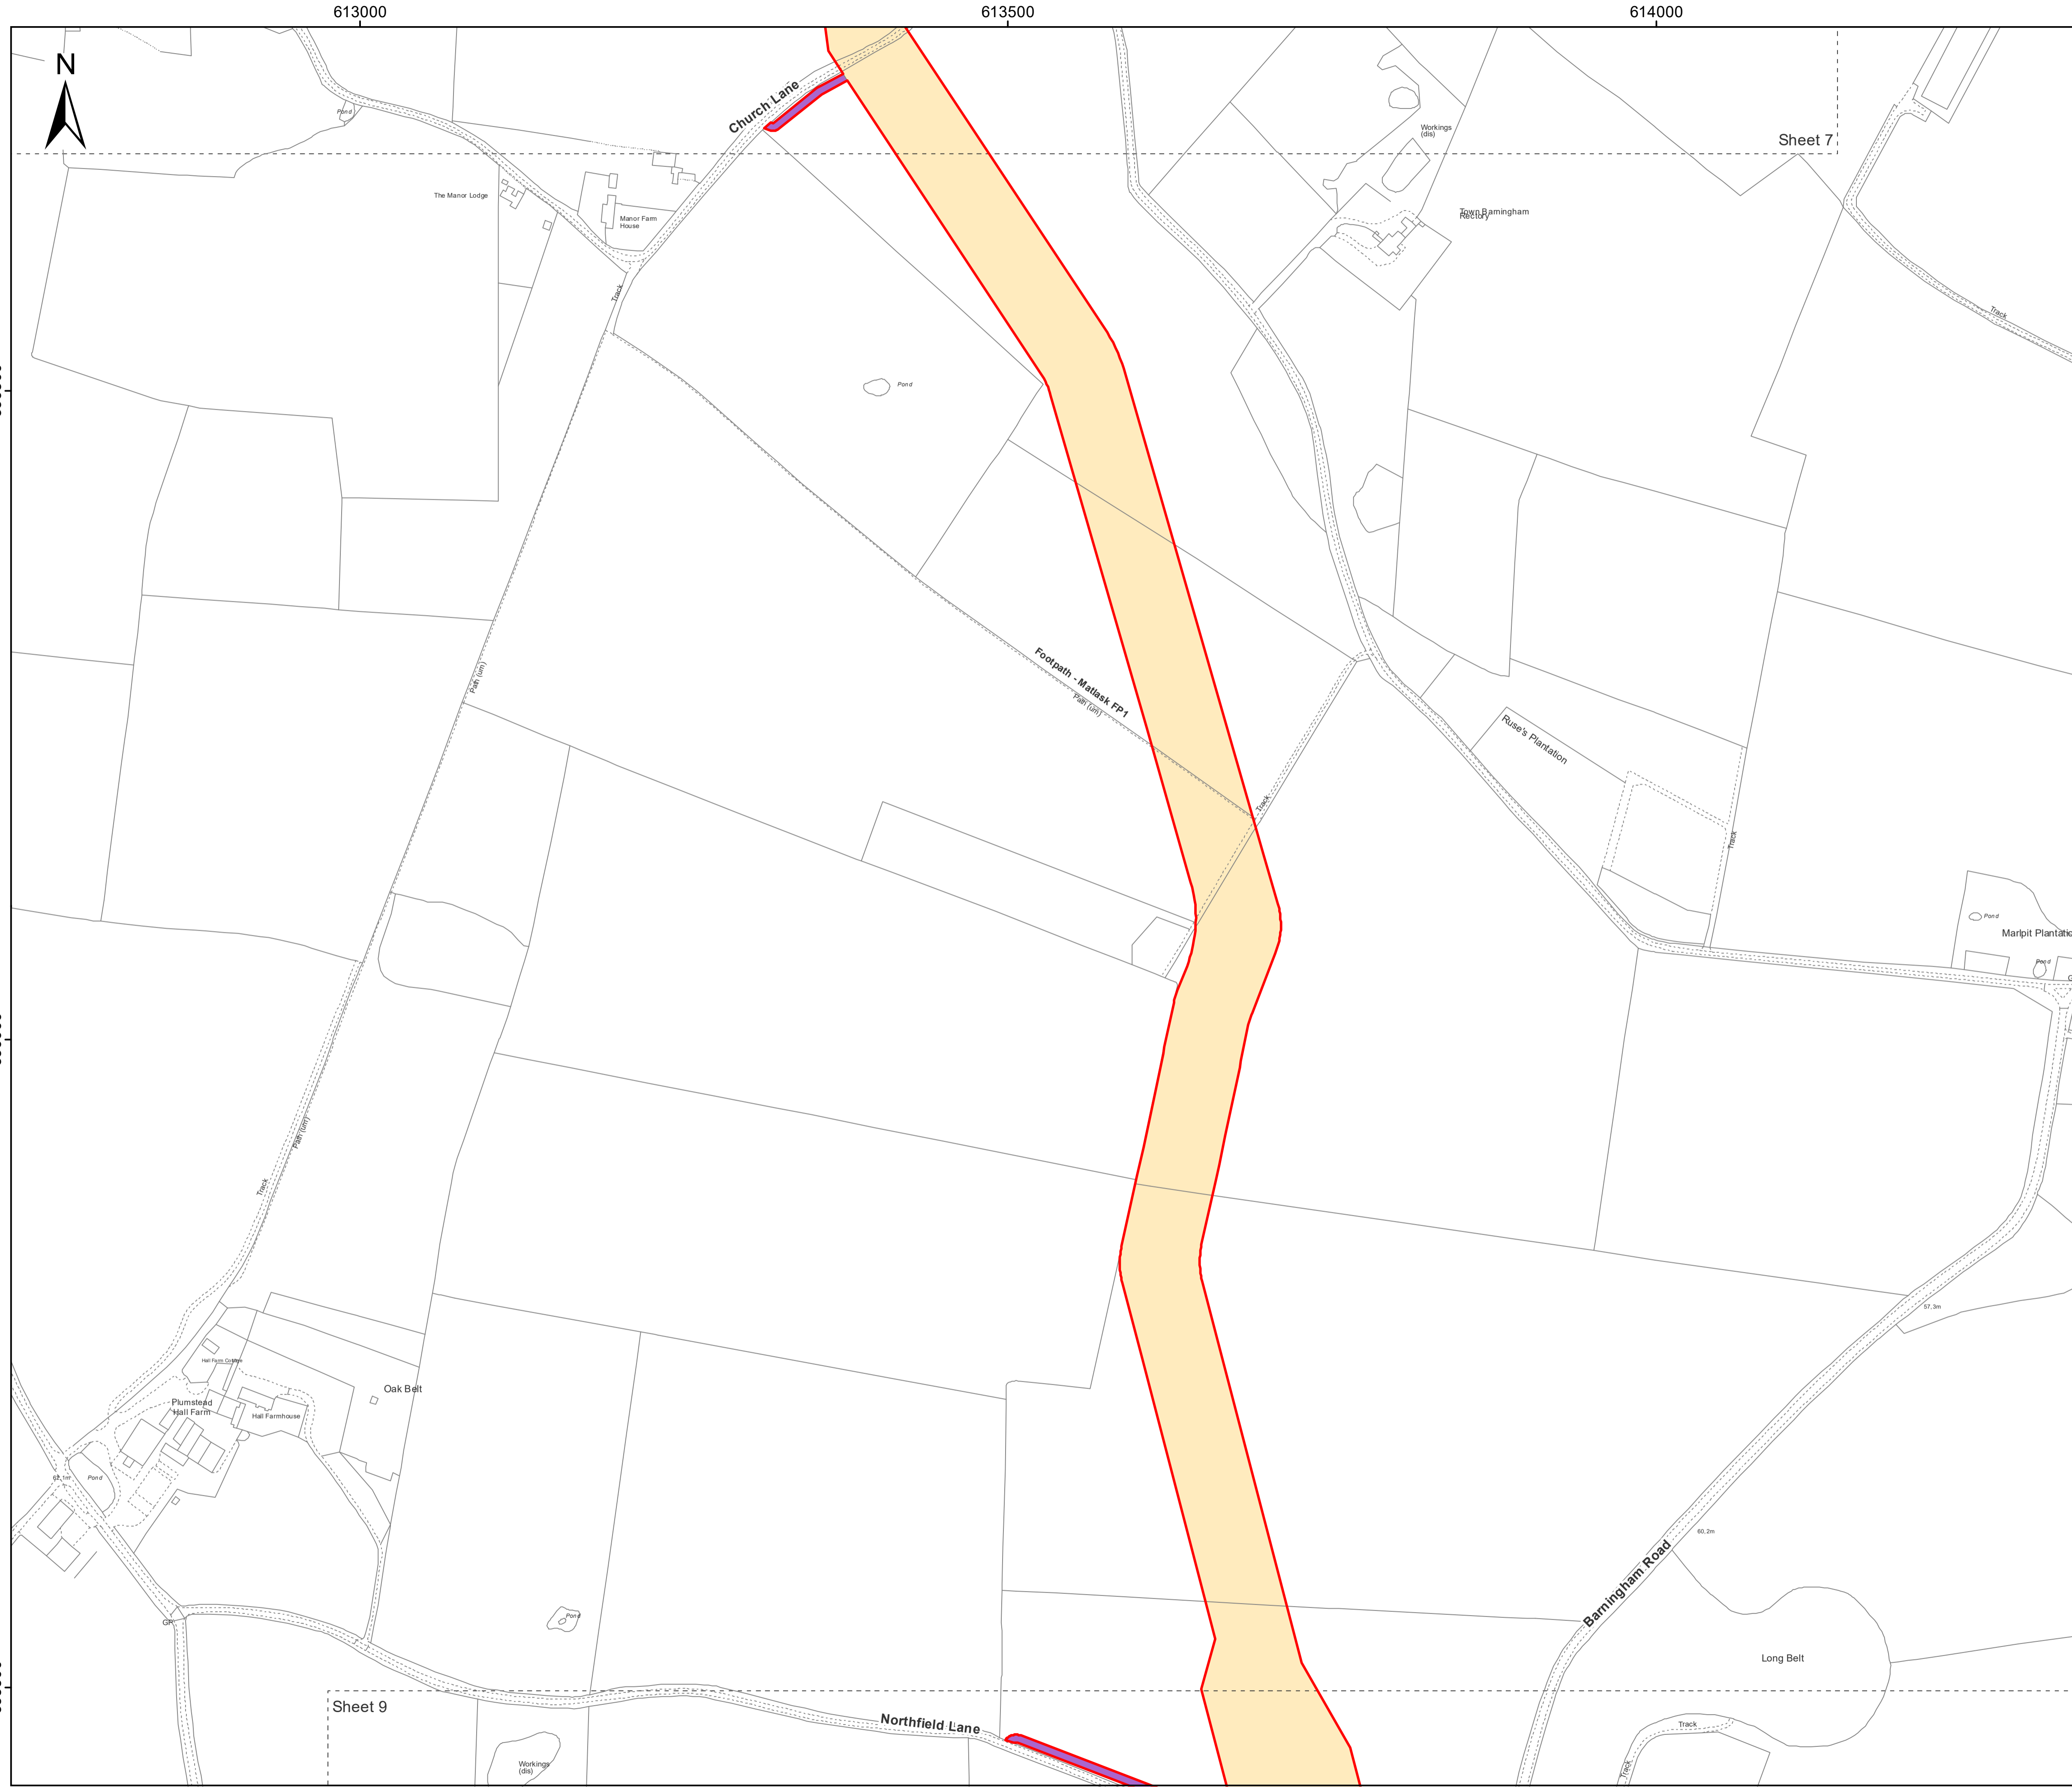 613000
613500
614000
N
Church Lane
Pond
Workings
(dis)
Sheet 7
The Manor Lodge
Manor Farm
House
Town Barningham
Rectory
Track
Track
Pond
Footpath - Matlask FP1
Path (um)
Path (um)
Ruse's Plantation
Track
Track
Pond
Marlpit Plantatio
Pond
Path (um)
Track
57.3m
Hall Farm Cottage
Oak Belt
Plumstead
Hall Farm
Hall Farmhouse
62.1m
Pond
60.2m
Barningham Road
Pond
GP
Long Belt
Sheet 9
Northfield Lane
Track
Workings
(dis)
Track